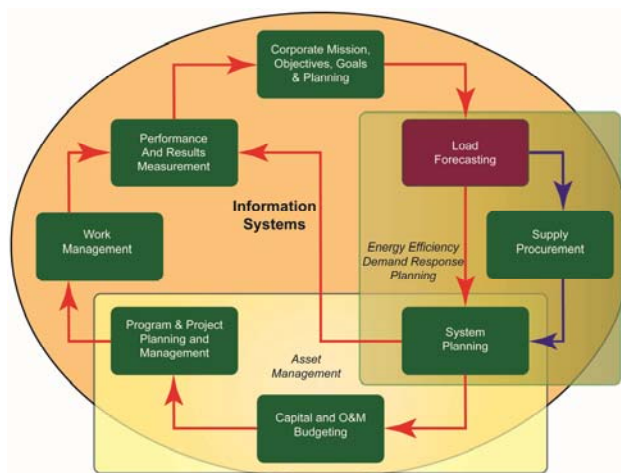 Corporate Mission,
Objectives, Goals
& Planning
Performance
And Results
Measurement
Load
Forecasting
Information
Systems
Work
Management
Energy Efficiency
Demand Response
Planning
Supply
Procurement
Program & Project
Planning and
Management
System
Planning
Asset
Management
Capital and O&M
Budgeting